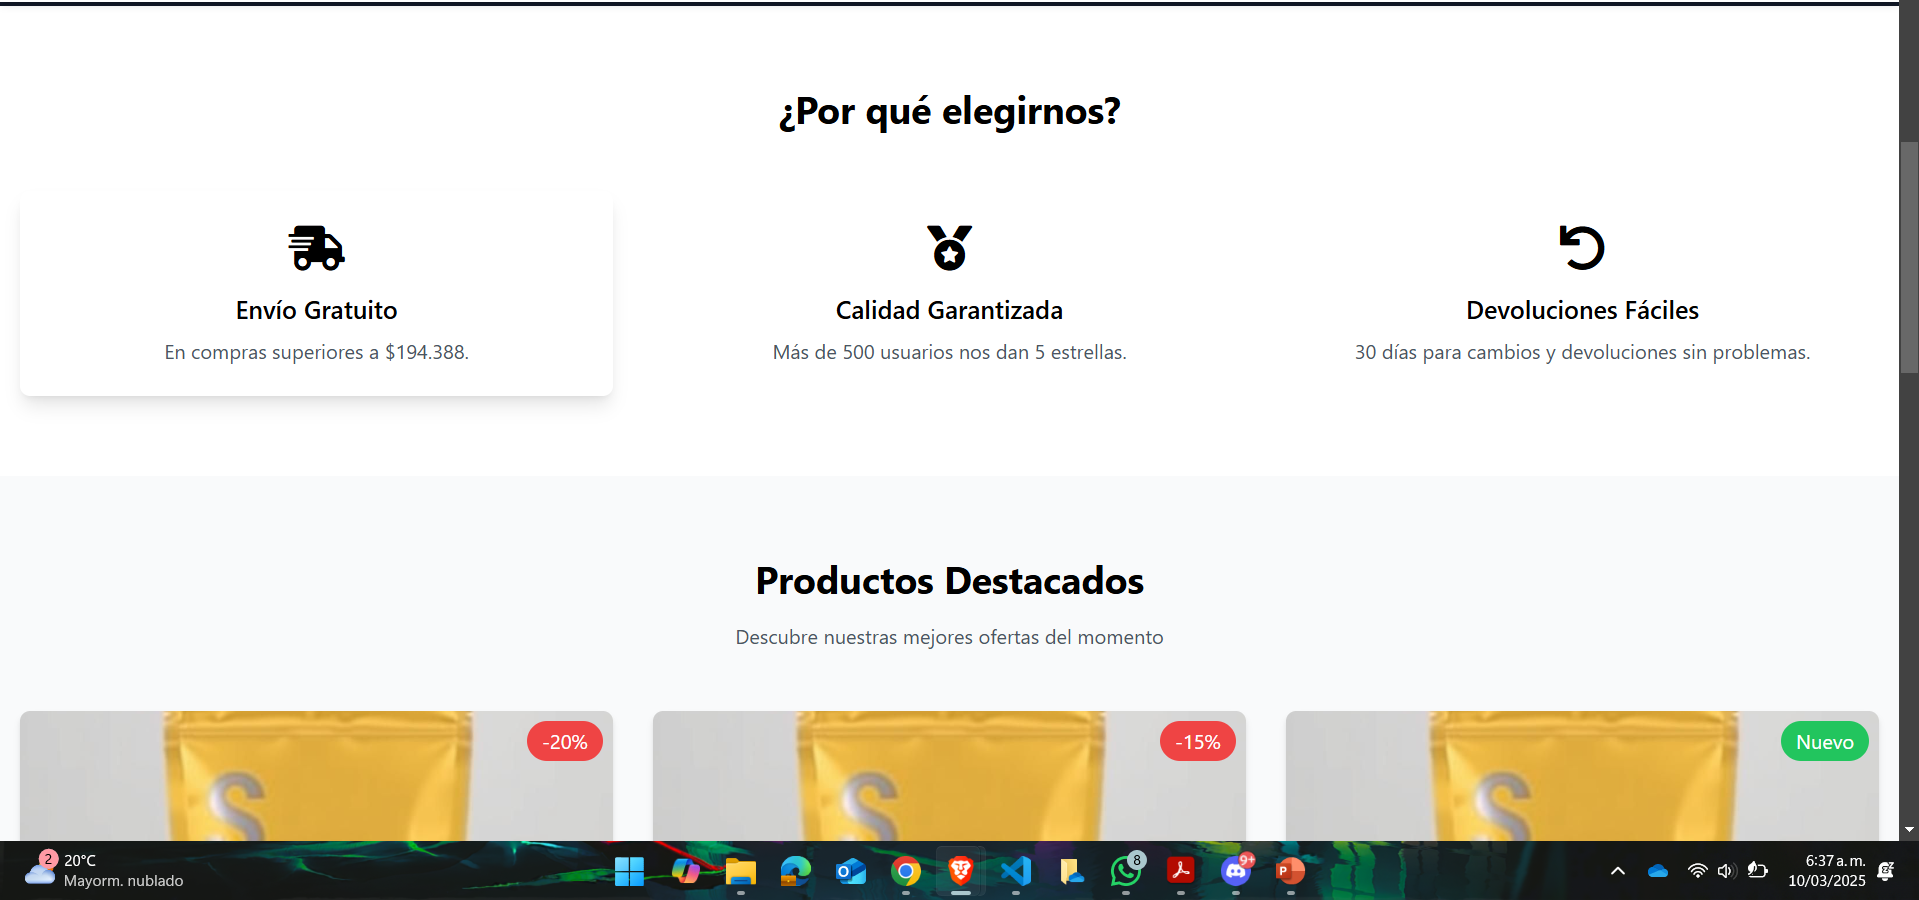 ¿Por qué elegirnos?
Envío Gratuito
En compras superiores a $194.388.
Calidad Garantizada
Más de 500 usuarios nos dan 5 estrellas.
Devoluciones Fáciles
30 días para cambios y devoluciones sin problemas.
Productos Destacados
Descubre nuestras mejores ofertas del momento
-20%
S
-15%
S
Nuevo
S
2
20°C
Mayorm. nublado
8
9+
6:37 a. m.
10/03/2025